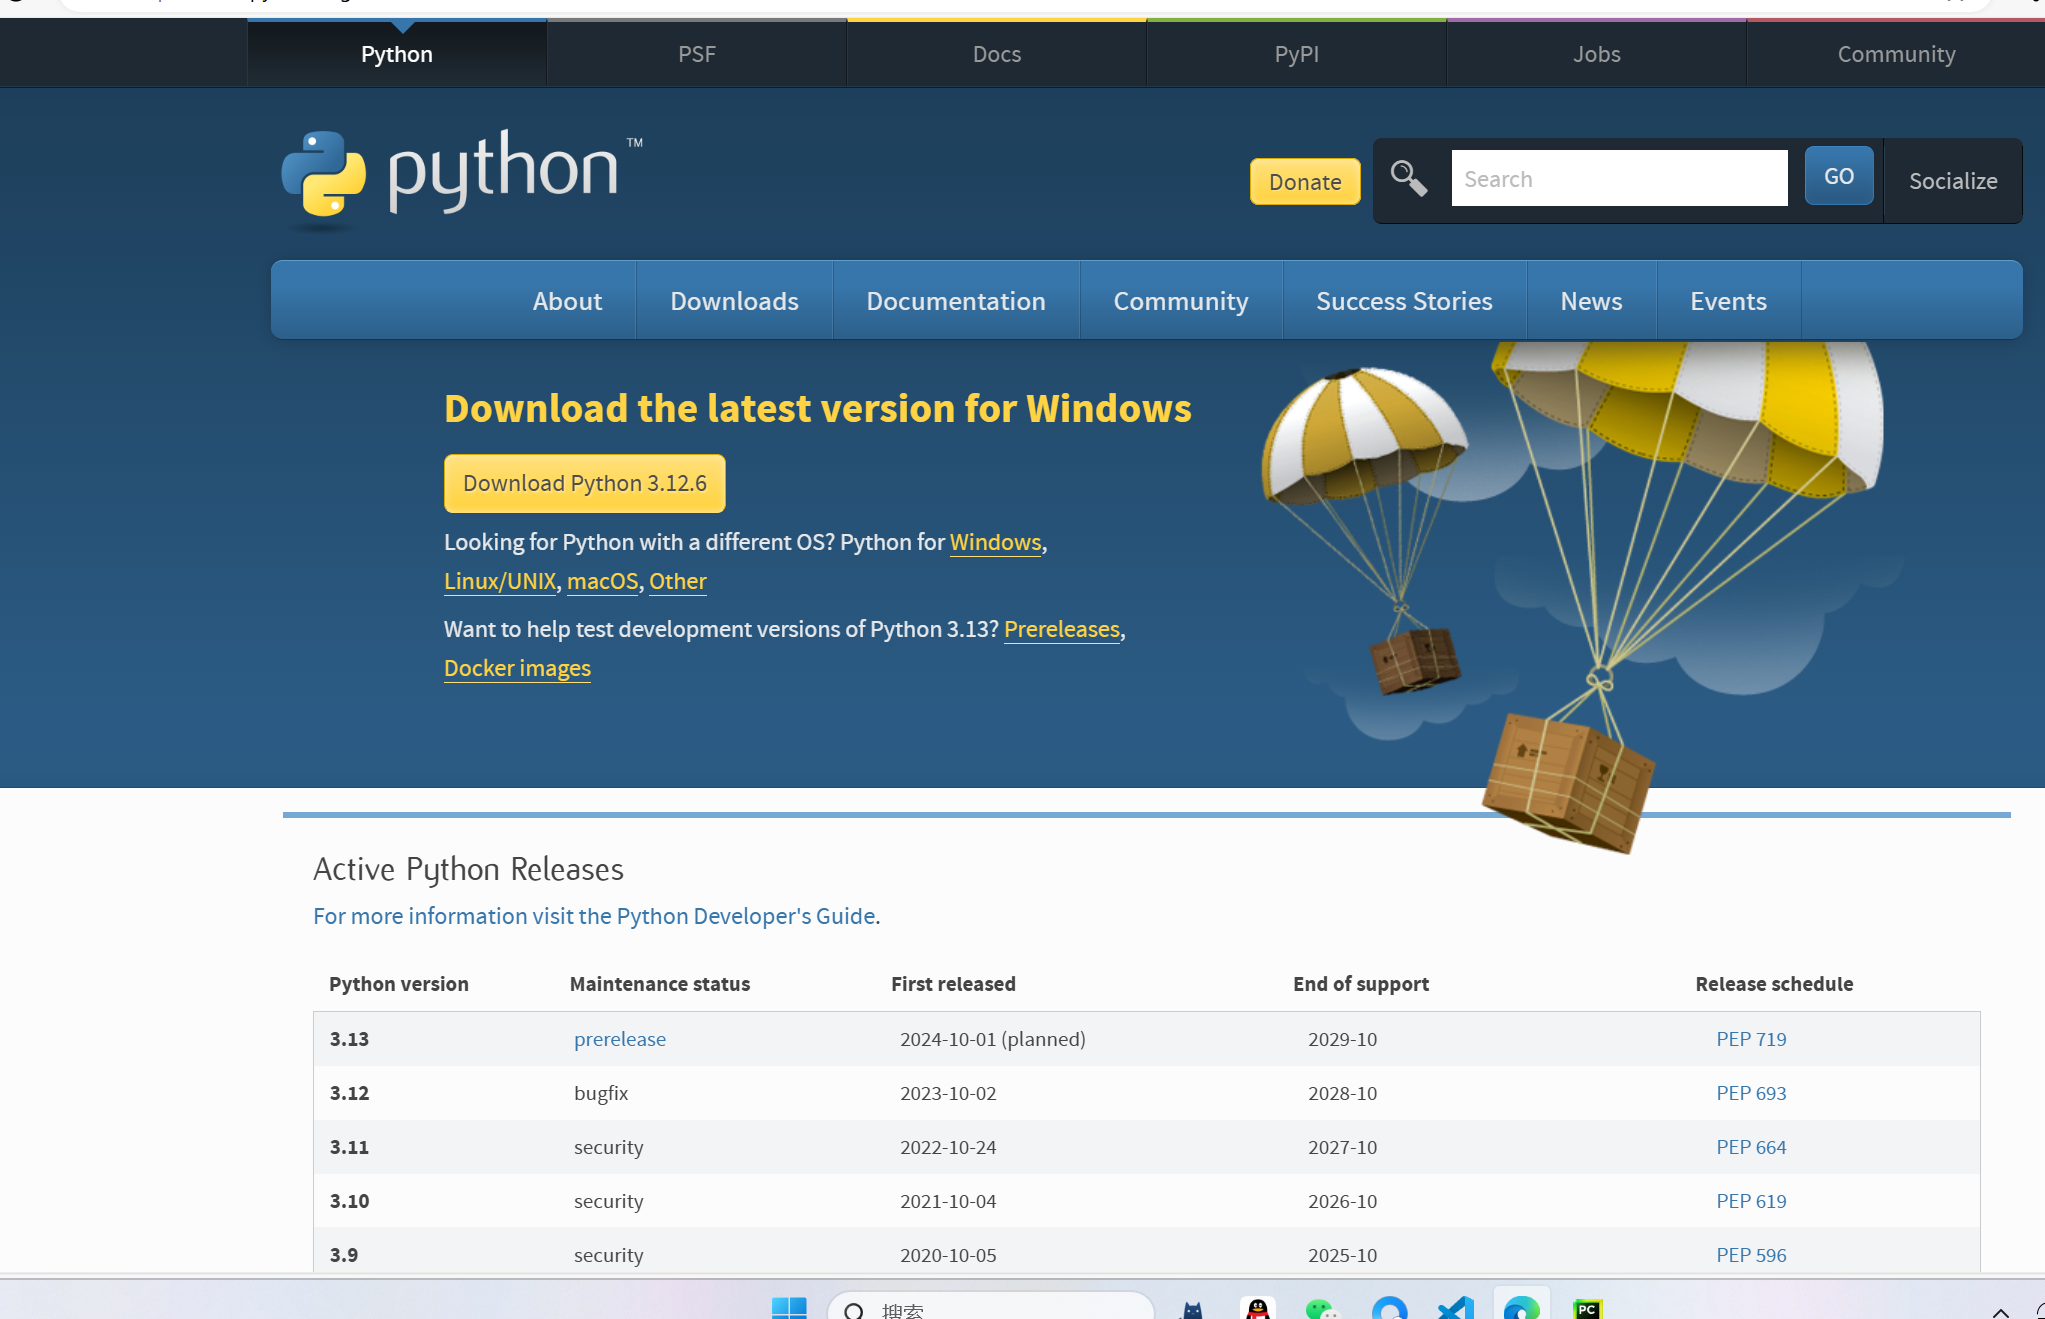 Python PSF Docs PyPI Jobs Community
python™
Donate Search GO Socialize
About Downloads Documentation Community Success Stories News Events
Download the latest version for Windows
Download Python 3.12.6
Looking for Python with a different OS? Python for Windows,
Linux/UNIX, macOS, Other
Want to help test development versions of Python 3.13? Prereleases,
Docker images
Active Python Releases
For more information visit the Python Developer's Guide.
Python version Maintenance status First released End of support Release schedule
3.13 prerelease 2024-10-01 (planned) 2029-10 PEP 719
3.12 bugfix 2023-10-02 2028-10 PEP 693
3.11 security 2022-10-24 2027-10 PEP 664
3.10 security 2021-10-04 2026-10 PEP 619
3.9 security 2020-10-05 2025-10 PEP 596
搜索
PC